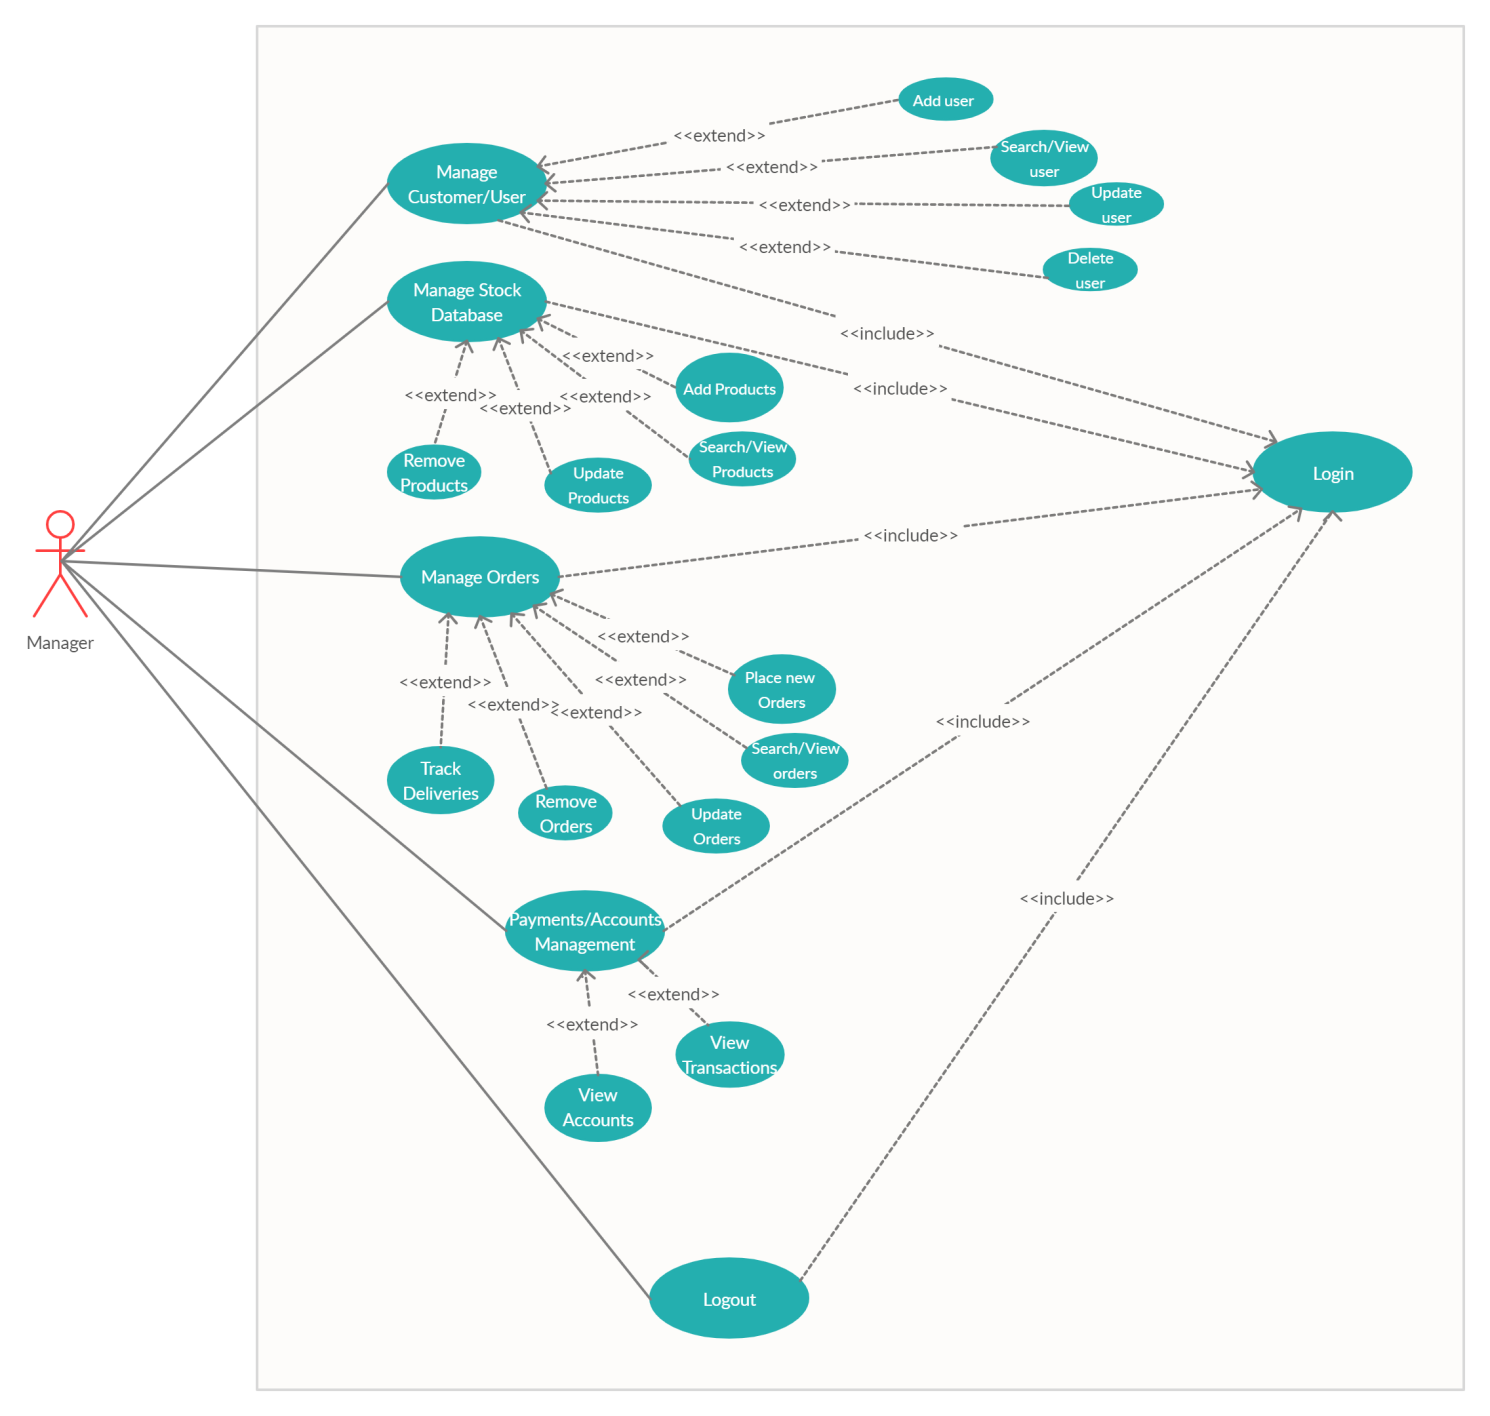 Add user
<<extend>>
Search/View
user
<<extend>>
Manage
Customer/User
Update
user
<<extend>>
<<extend>>
Delete
user
Manage Stock
Database
<<include>>
<<extend>>
<<include>>
Add Products
<<extend>>
<<extend>>
<<extend>>
Search/View
Products
Remove
Products
Update
Products
Login
<<include>>
Manage Orders
Manager
<<extend>>
<<extend>>
<<extend>>
Place new
Orders
<<extend>>
<<extend>>
<<include>>
Search/View
orders
Track
Deliveries
Remove
Orders
Update
Orders
<<include>>
Payments/Accounts
Management
<<extend>>
<<extend>>
View
Transactions
View
Accounts
Logout